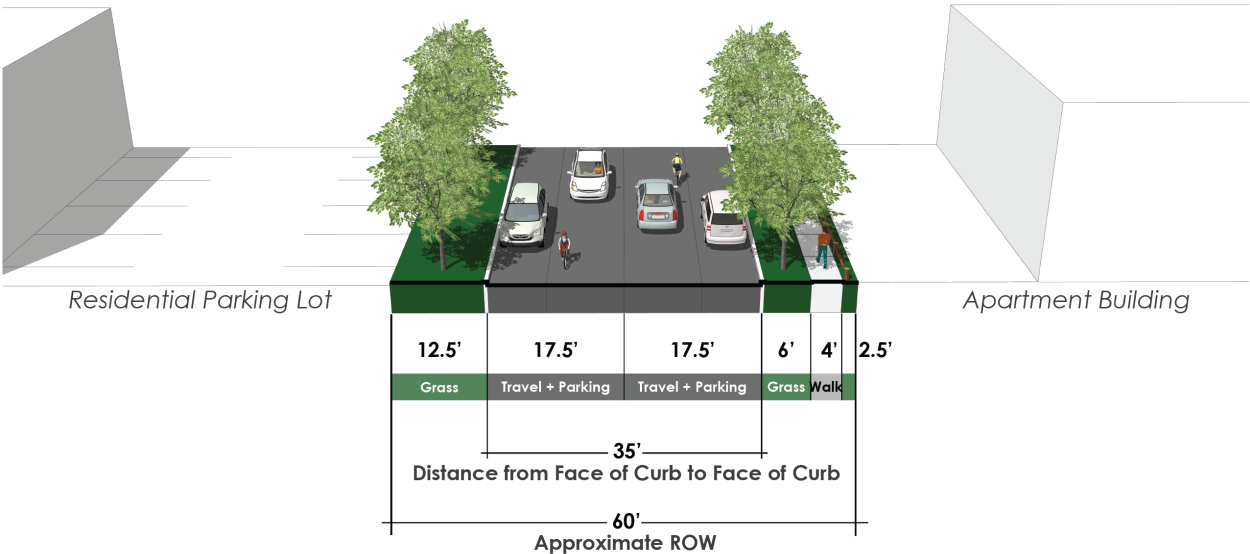 Residential Parking Lot
Apartment Building
12.5’ 17.5’ 17.5’ 6’ 4’ 2.5’
Grass Travel + Parking Travel + Parking Grass Walk
35’
Distance from Face of Curb to Face of Curb
60’
Approximate ROW